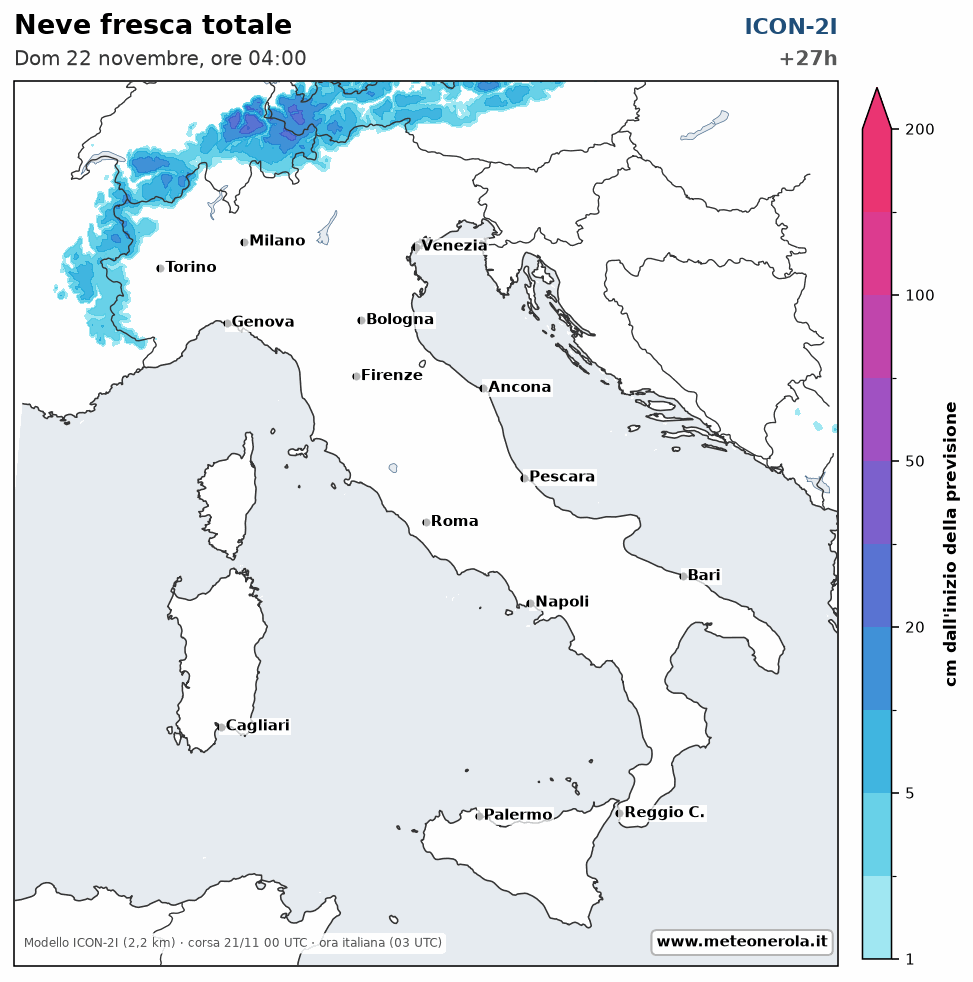 Neve fresca totale
ICON-2I
Dom 22 novembre, ore 04:00
+27h
Milano
Venezia
Torino
Genova
Bologna
Firenze
Ancona
Pescara
Roma
Bari
Napoli
Cagliari
Palermo
Reggio C.
200
100
50
20
5
1
cm dall'inizio della previsione
Modello ICON-2I (2,2 km) · corsa 21/11 00 UTC · ora italiana (03 UTC)
www.meteonerola.it